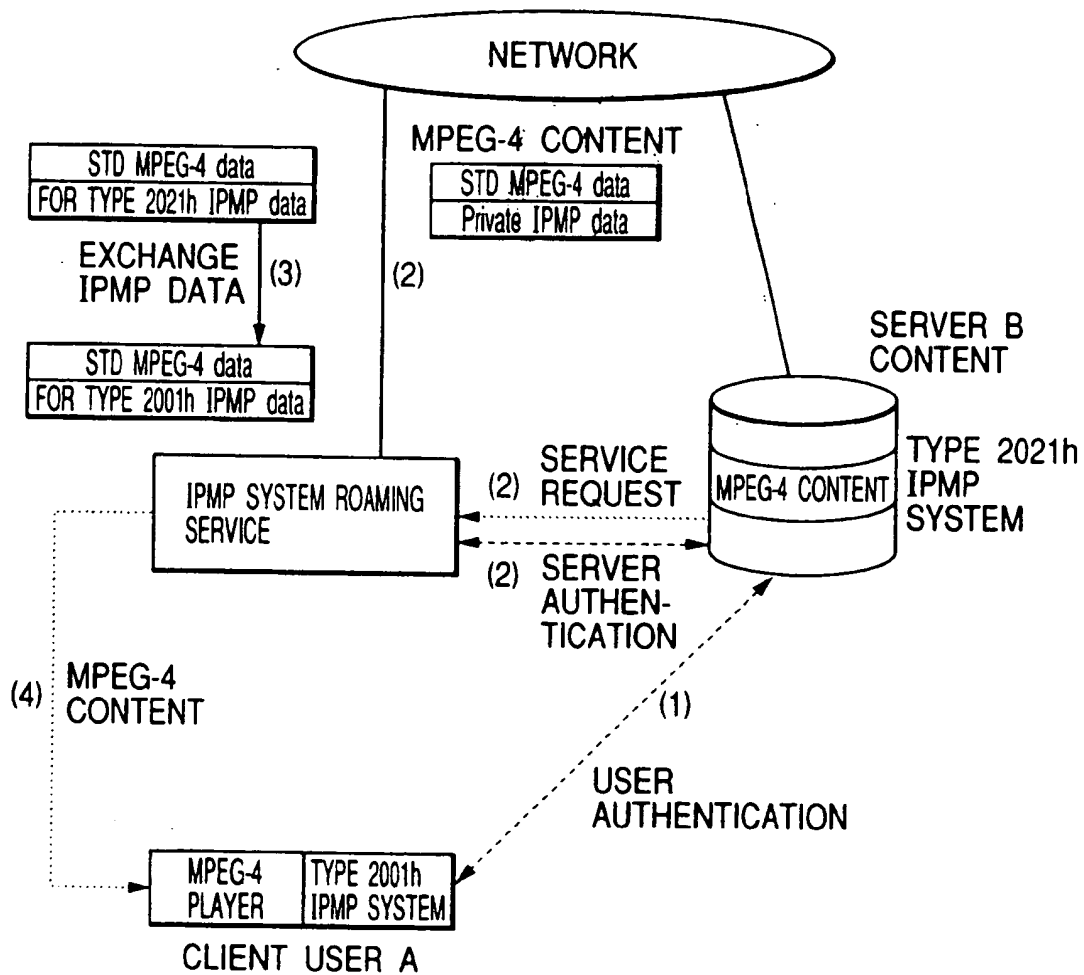 NETWORK
MPEG-4 CONTENT
STD MPEG-4 data
Private IPMP data
STD MPEG-4 data
FOR TYPE 2021h IPMP data
EXCHANGE
IPMP DATA
(3)
(2)
STD MPEG-4 data
FOR TYPE 2001h IPMP data
SERVER B
CONTENT
MPEG-4 CONTENT
TYPE 2021h
IPMP
SYSTEM
IPMP SYSTEM ROAMING
SERVICE
(2)
SERVICE
REQUEST
(2)
SERVER
AUTHEN-
TICATION
(4)
MPEG-4
CONTENT
(1)
USER
AUTHENTICATION
MPEG-4
PLAYER
TYPE 2001h
IPMP SYSTEM
CLIENT USER A